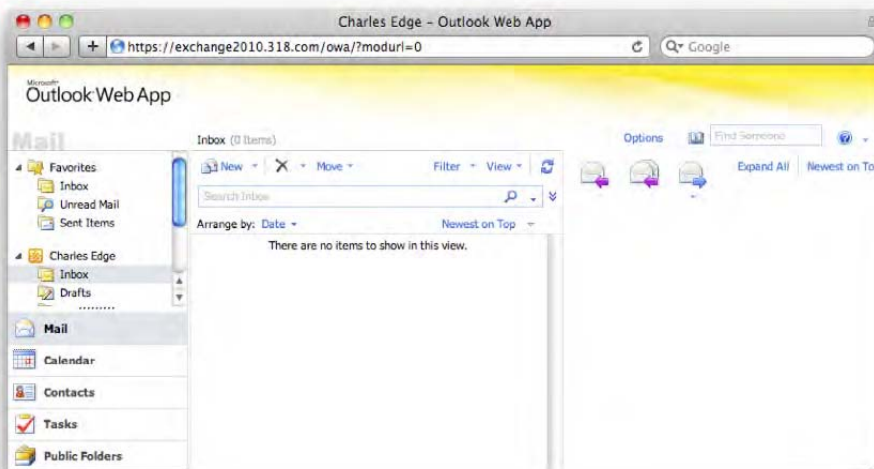 Charles Edge – Outlook Web App
https://exchange2010.318.com/owa/?modurl=0
Google
Microsoft
Outlook Web App
Mail
Inbox (0 Items)
Options
Find Someone
Favorites
Inbox
Unread Mail
Sent Items
New
Move
Filter
View
Expand All
Newest on To
Search Inbox
Arrange by: Date
Newest on Top
There are no items to show in this view.
Charles Edge
Inbox
Drafts
Mail
Calendar
Contacts
Tasks
Public Folders